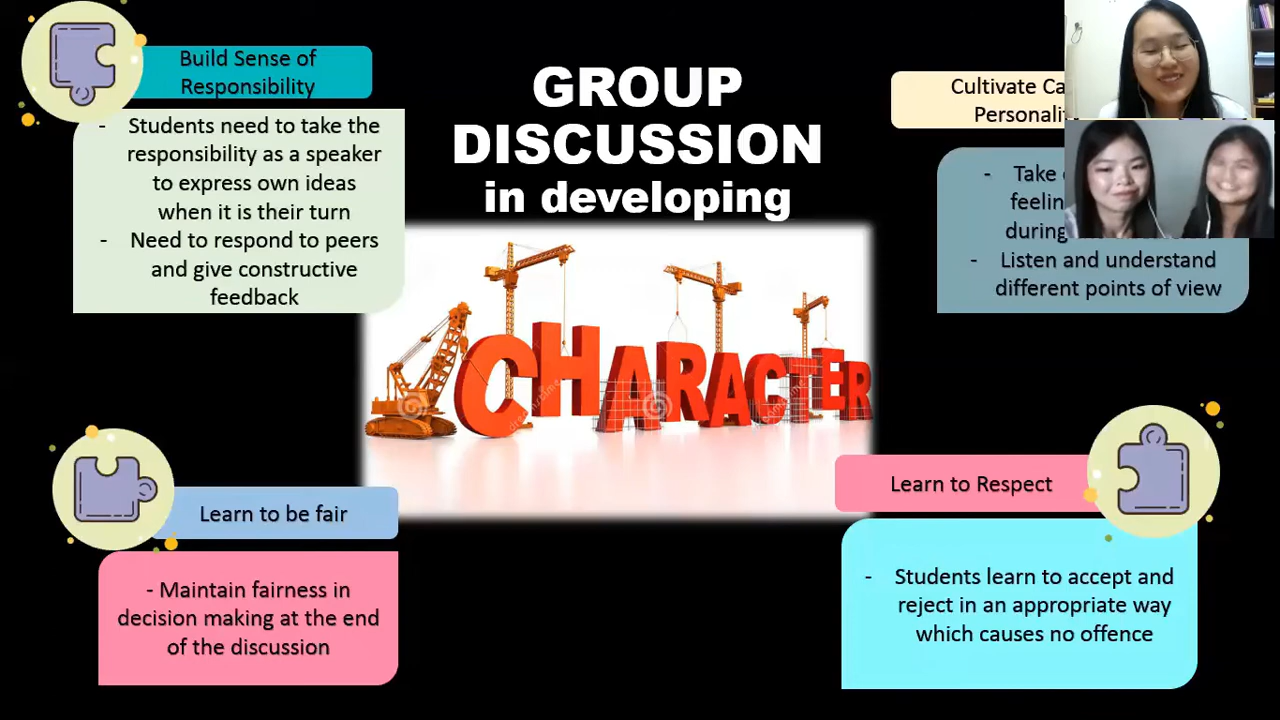 Build Sense of
Responsibility
- Students need to take the
responsibility as a speaker
to express own ideas
when it is their turn
- Need to respond to peers
and give constructive
feedback
GROUP
DISCUSSION
in developing
CHARACTER
Cultivate
Personali
- Take
feelin
during
- Listen and understand
different points of view
Learn to be fair
- Maintain fairness in
decision making at the end
of the discussion
Learn to Respect
- Students learn to accept and
reject in an appropriate way
which causes no offence